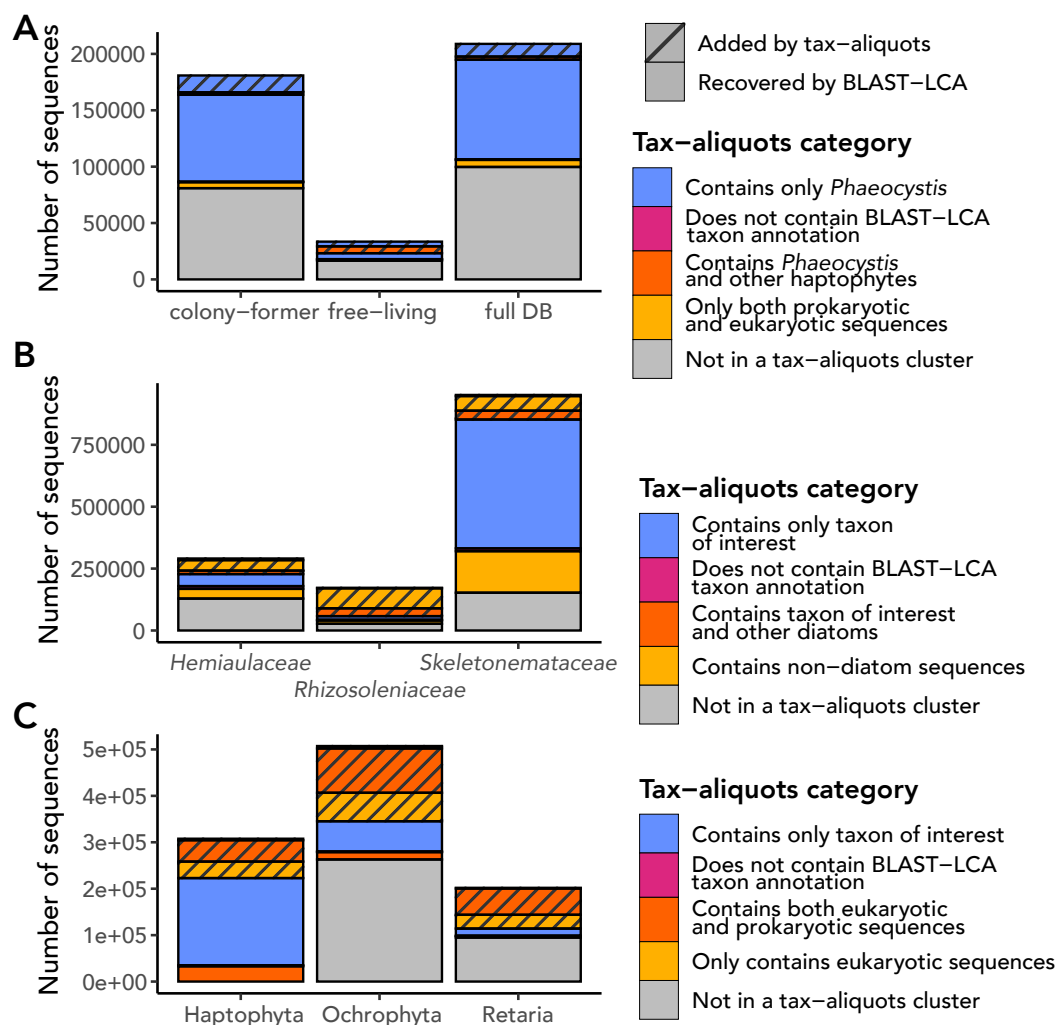 A
Number of sequences
200000
150000
100000
50000
0
colony−former
free−living
full DB
Added by tax−aliquots
Recovered by BLAST−LCA
Tax−aliquots category
Contains only Phaeocystis
Does not contain BLAST−LCA
taxon annotation
Contains Phaeocystis
and other haptophytes
Only both prokaryotic
and eukaryotic sequences
Not in a tax−aliquots cluster
B
Number of sequences
750000
500000
250000
0
Hemiaulaceae
Rhizosoleniaceae
Skeletonemataceae
Tax−aliquots category
Contains only taxon
of interest
Does not contain BLAST−LCA
taxon annotation
Contains taxon of interest
and other diatoms
Contains non−diatom sequences
Not in a tax−aliquots cluster
C
Number of sequences
5e+05
4e+05
3e+05
2e+05
1e+05
0e+00
Haptophyta
Ochrophyta
Retaria
Tax−aliquots category
Contains only taxon of interest
Does not contain BLAST−LCA
taxon annotation
Contains both eukaryotic
and prokaryotic sequences
Only contains eukaryotic sequences
Not in a tax−aliquots cluster